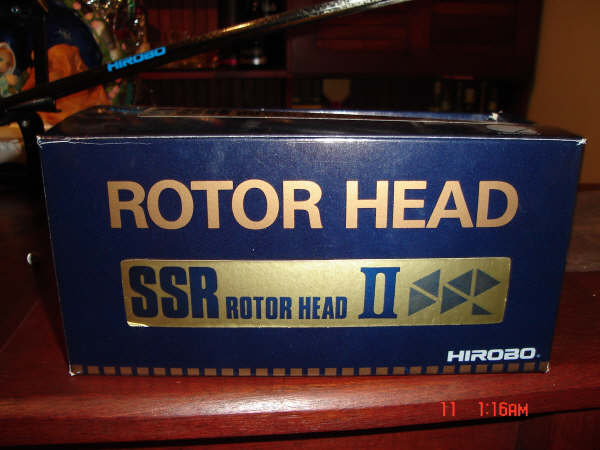 HIROBO
ROTOR HEAD
SSR ROTOR HEAD II
HIROBO
11 1:16AM